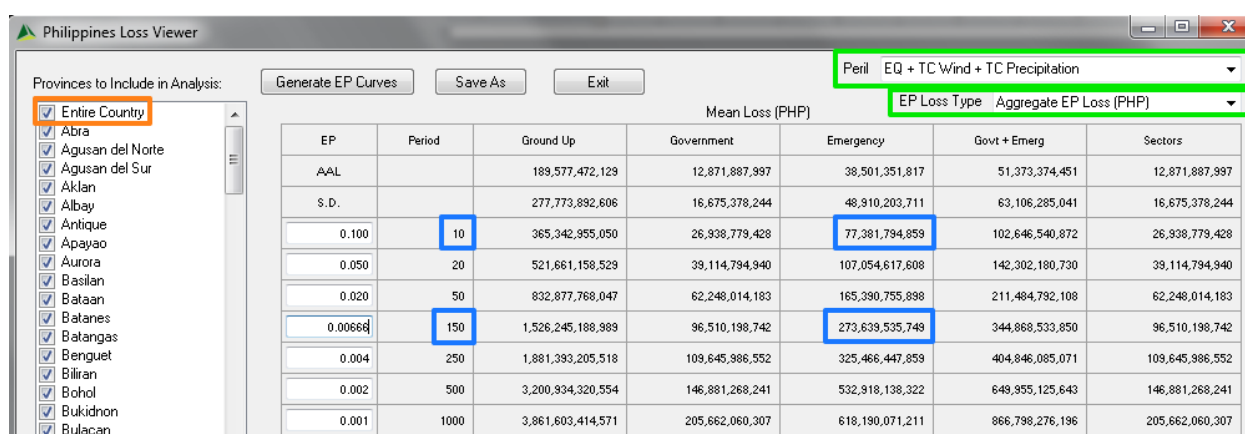 Philippines Loss Viewer
Provinces to Include in Analysis:
Generate EP Curves Save As Exit
Peril EQ + TC Wind + TC Precipitation
EP Loss Type Aggregate EP Loss (PHP)
Mean Loss (PHP)
Entire Country
Abra
Agusan del Norte
Agusan del Sur
Aklan
Albay
Antique
Apayao
Aurora
Basilan
Bataan
Batanes
Batangas
Benguet
Biliran
Bohol
Bukidnon
Bulacan
EP Period Ground Up Government Emergency Govt + Emerg Sectors
AAL 189,577,472,129 12,871,887,997 38,501,351,817 51,373,374,451 12,871,887,997
S.D. 277,773,892,606 16,675,378,244 48,910,203,711 63,106,285,041 16,675,378,244
0.100 10 365,342,955,050 26,938,779,428 77,381,794,859 102,646,540,872 26,938,779,428
0.050 20 521,661,158,529 39,114,794,940 107,054,617,608 142,302,180,730 39,114,794,940
0.020 50 832,877,768,047 62,248,014,183 165,390,755,898 211,484,792,108 62,248,014,183
0.00666 150 1,526,245,188,989 96,510,198,742 273,639,535,749 344,868,533,850 96,510,198,742
0.004 250 1,881,393,205,518 109,645,986,552 325,466,447,859 404,846,085,071 109,645,986,552
0.002 500 3,200,934,320,554 146,881,268,241 532,918,138,322 649,955,125,643 146,881,268,241
0.001 1000 3,861,603,414,571 205,662,060,307 618,190,071,211 866,798,276,196 205,662,060,307